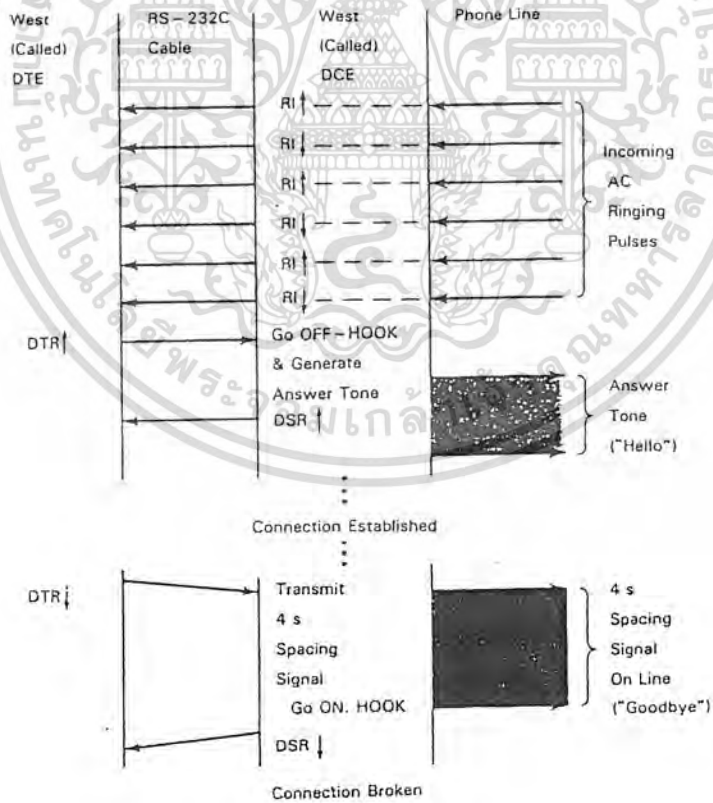 West
(Called)
DTE
RS-232C
Cable
West
(Called)
DCE
Phone Line
RI↑
RI↓
RI↑
RI↓
RI↑
RI↓
Incoming
AC
Ringing
Pulses
DTR↑
Go OFF-HOOK
& Generate
Answer Tone
DSR↑
Answer
Tone
("Hello")
Connection Established
DTR↓
Transmit
4 s
Spacing
Signal
Go ON. HOOK
DSR↓
4 s
Spacing
Signal
On Line
("Goodbye")
Connection Broken